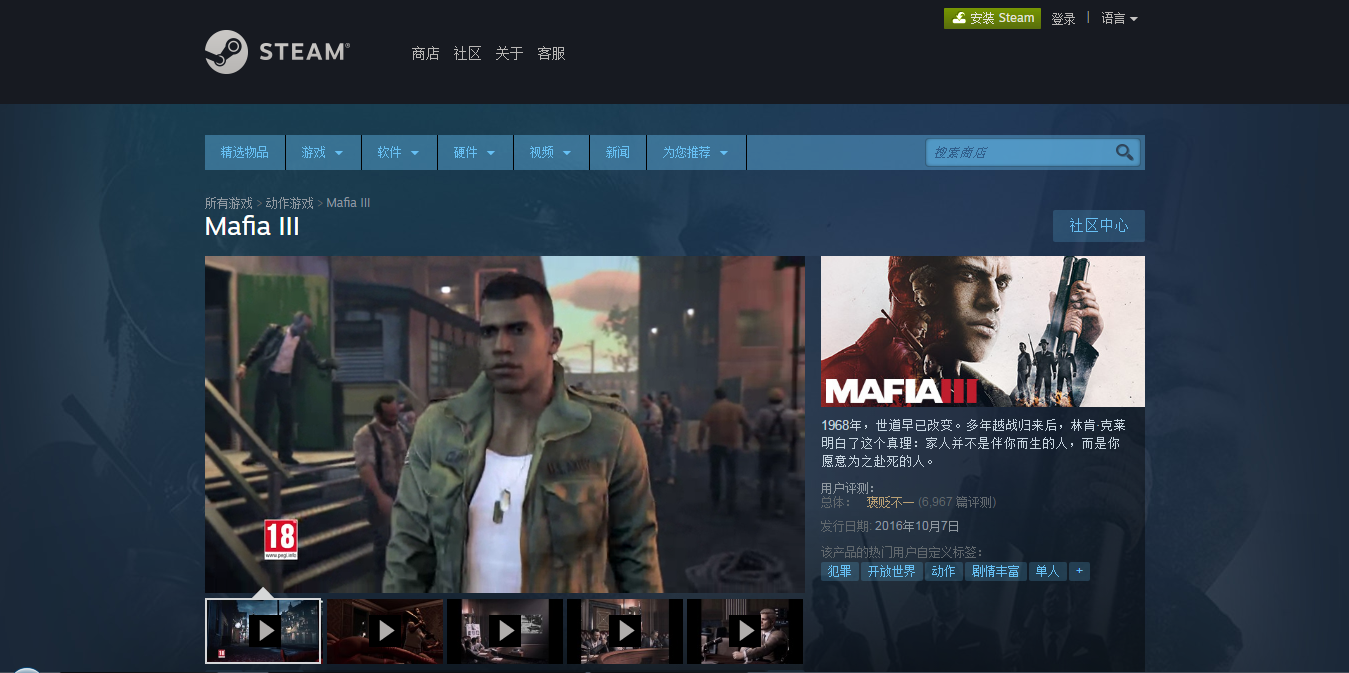 安装 Steam
登录 | 语言
STEAM®
商店 社区 关于 客服
精选物品 游戏 软件 硬件 视频 新闻 为您推荐 搜索商店
所有游戏 > 动作游戏 > Mafia III
Mafia III
社区中心
18
www.pegi.info
MAFIA III
1968年，世道早已改变。多年越战归来后，林肯·克莱
明白了这个真理：家人并不是伴你而生的人，而是你
愿意为之赴死的人。
用户评测：
总体： 褒贬不一 (6,967 篇评测)
发行日期: 2016年10月7日
该产品的热门用户自定义标签：
犯罪 开放世界 动作 剧情丰富 单人 +
18